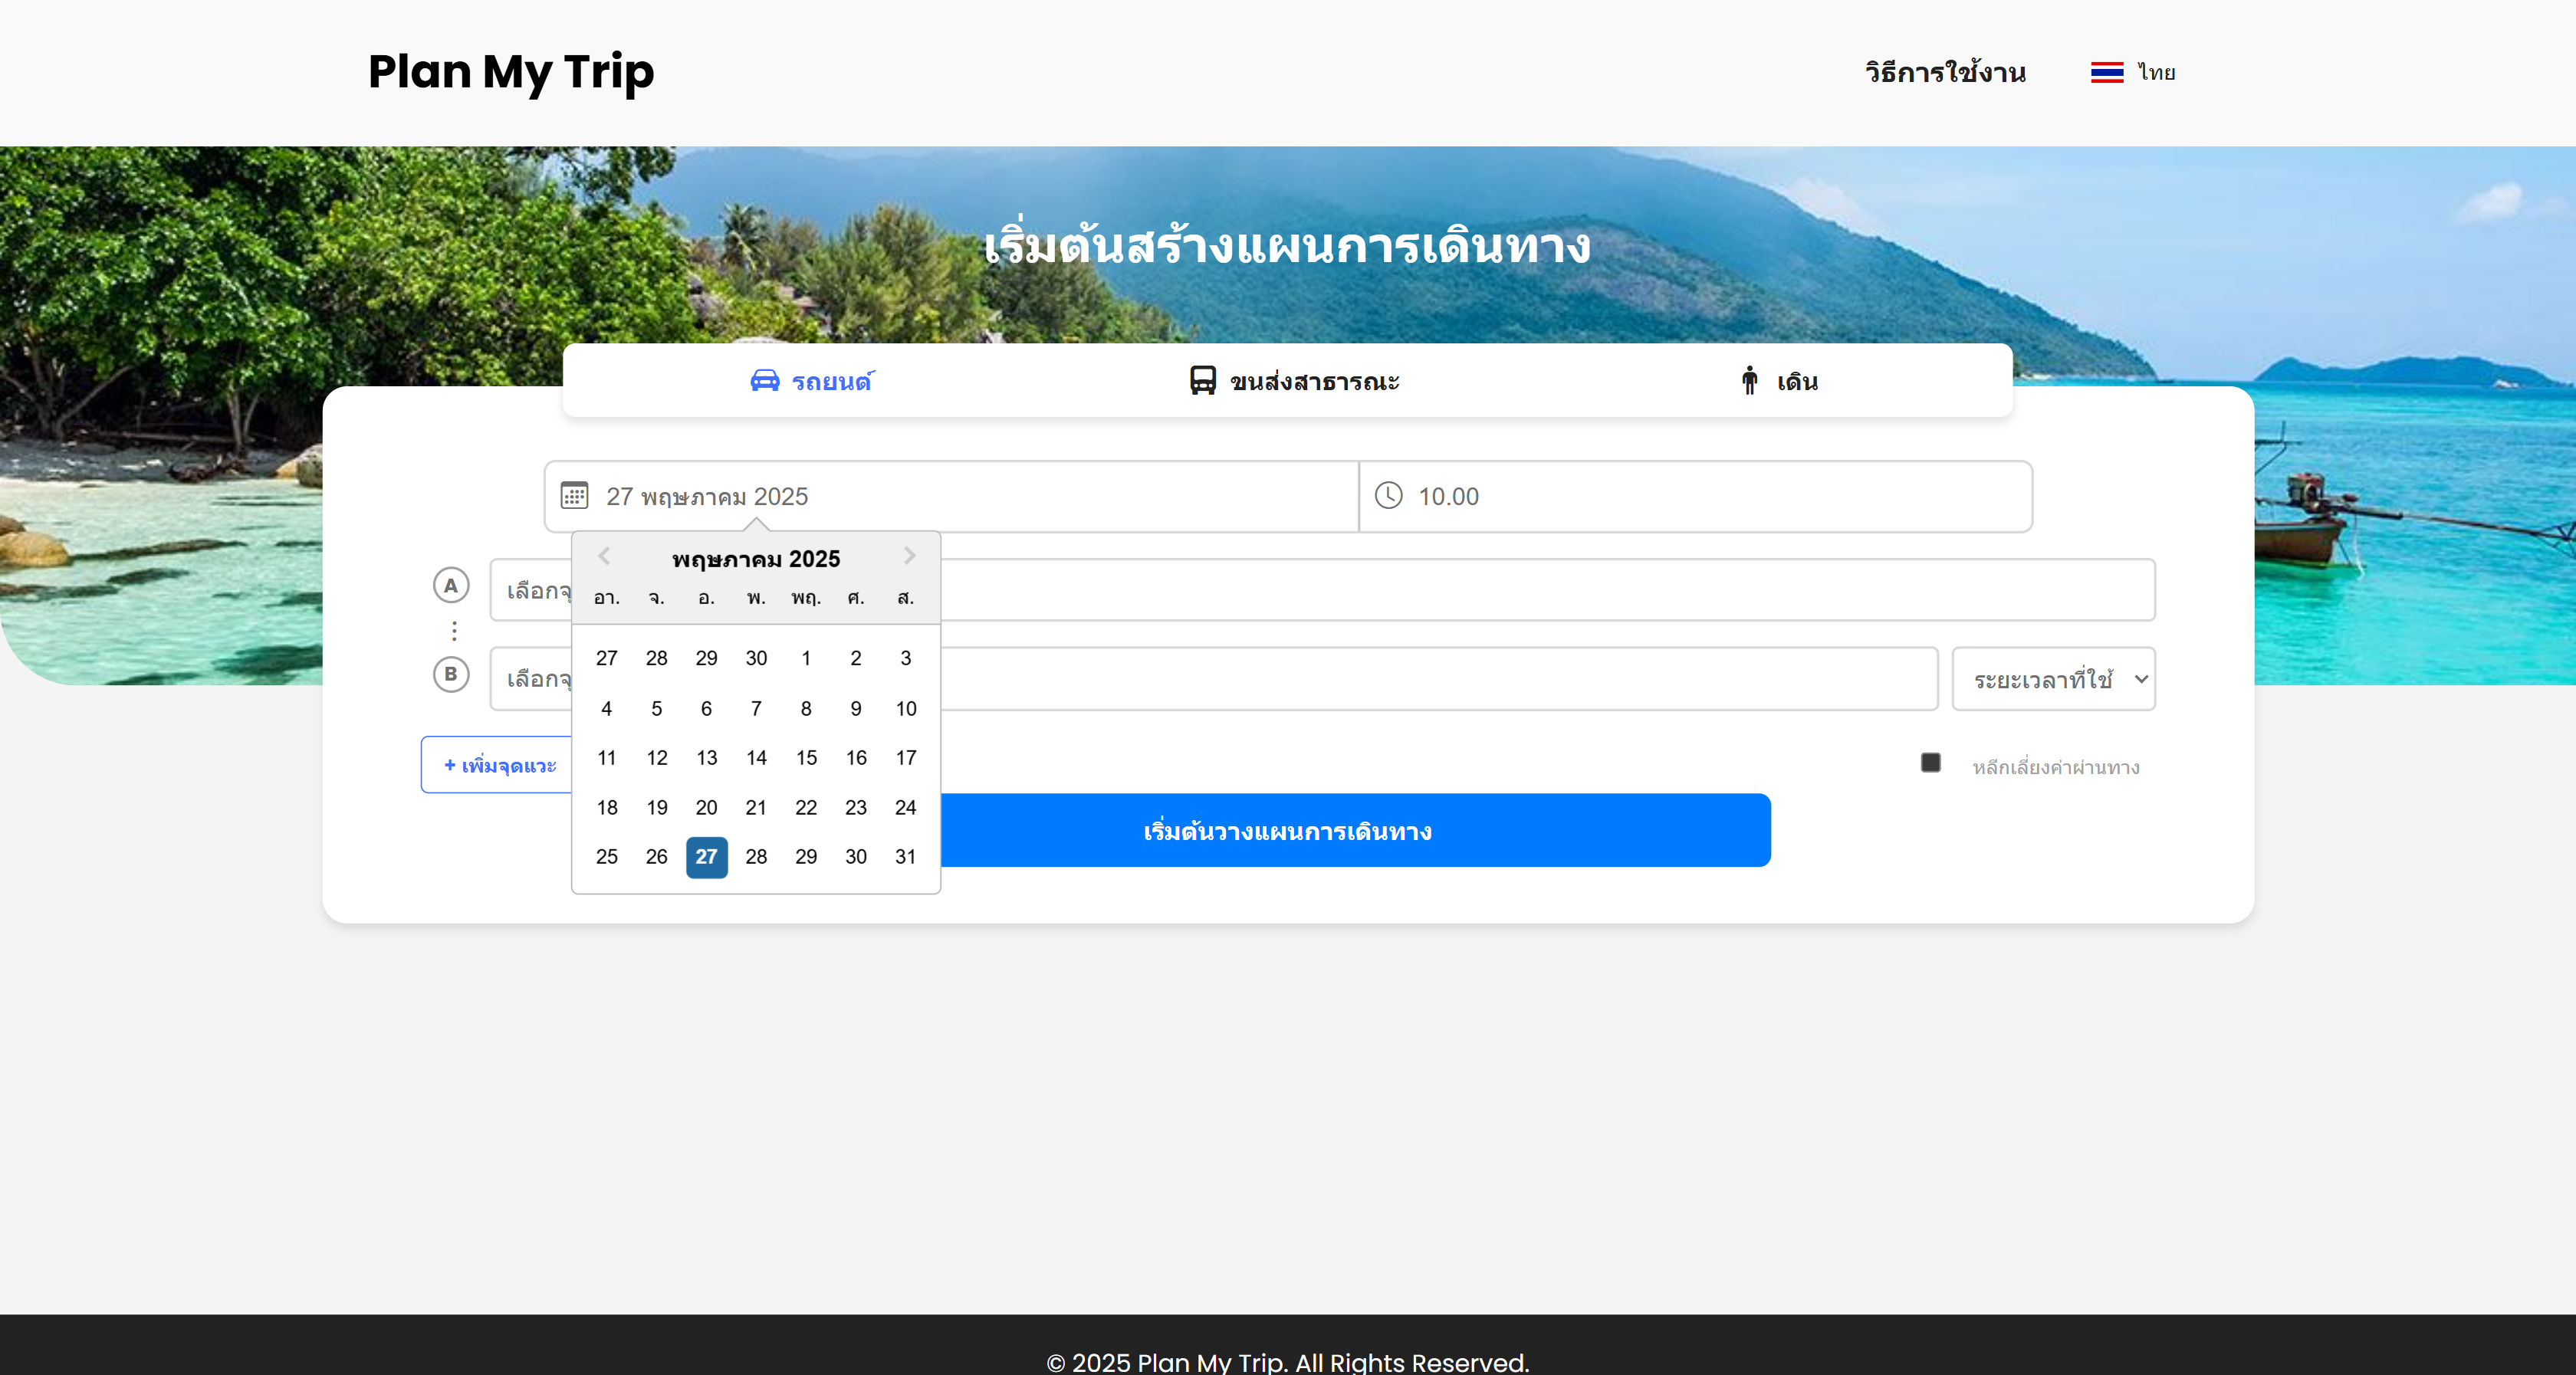 Plan My Trip
วิธีการใช้งาน
ไทย
เริ่มต้นสร้างแผนการเดินทาง
รถยนต์
ขนส่งสาธารณะ
เดิน
27 พฤษภาคม 2025
10.00
พฤษภาคม 2025
อา. จ. อ. พ. พฤ. ศ. ส.
27 28 29 30 1 2 3
4 5 6 7 8 9 10
11 12 13 14 15 16 17
18 19 20 21 22 23 24
25 26 27 28 29 30 31
A
เลือกจุ
B
เลือกจุ
ระยะเวลาที่ใช้
+ เพิ่มจุดแวะ
หลีกเลี่ยงค่าผ่านทาง
เริ่มต้นวางแผนการเดินทาง
© 2025 Plan My Trip. All Rights Reserved.